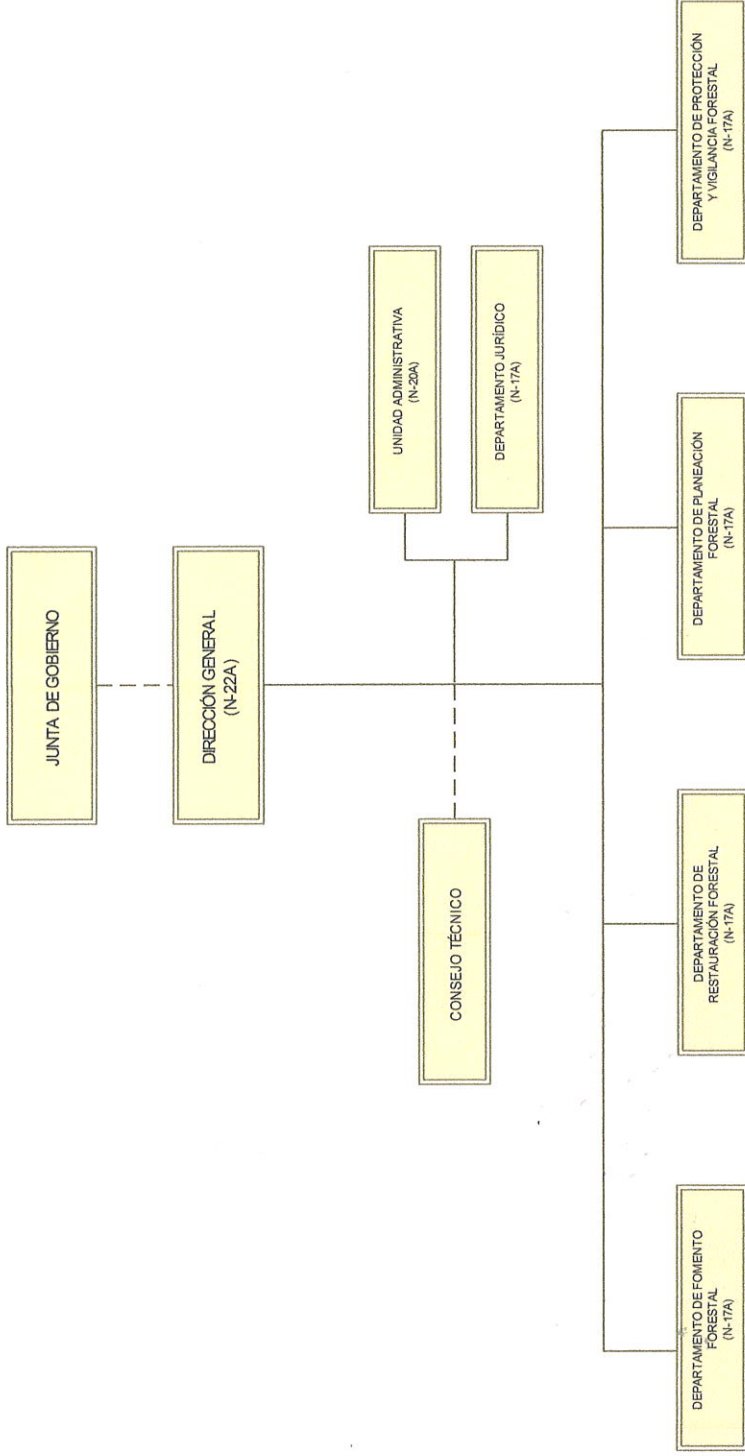 JUNTA DE GOBIERNO
DIRECCIÓN GENERAL
(N-22A)
UNIDAD ADMINISTRATIVA
(N-20A)
DEPARTAMENTO JURÍDICO
(N-17A)
CONSEJO TÉCNICO
DEPARTAMENTO DE FOMENTO
FORESTAL
(N-17A)
DEPARTAMENTO DE
RESTAURACIÓN FORESTAL
(N-17A)
DEPARTAMENTO DE PLANEACIÓN
FORESTAL
(N-17A)
DEPARTAMENTO DE PROTECCIÓN
Y VIGILANCIA FORESTAL
(N-17A)